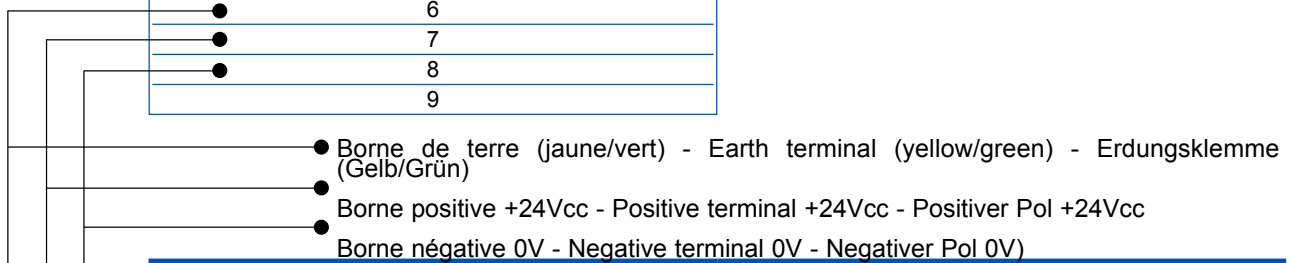 6
7
8
9
Borne de terre (jaune/vert) - Earth terminal (yellow/green) - Erdungsklemme
(Gelb/Grün)
Borne positive +24Vcc - Positive terminal +24Vcc - Positiver Pol +24Vcc
Borne négative 0V - Negative terminal 0V - Negativer Pol 0V)